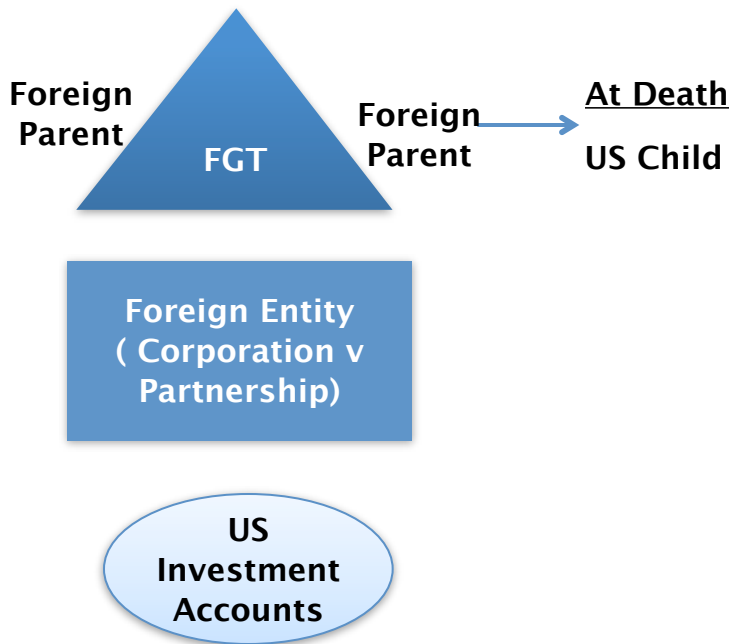 Foreign
Parent
FGT
Foreign
Parent
At Death
US Child
Foreign Entity
( Corporation v
Partnership)
US
Investment
Accounts